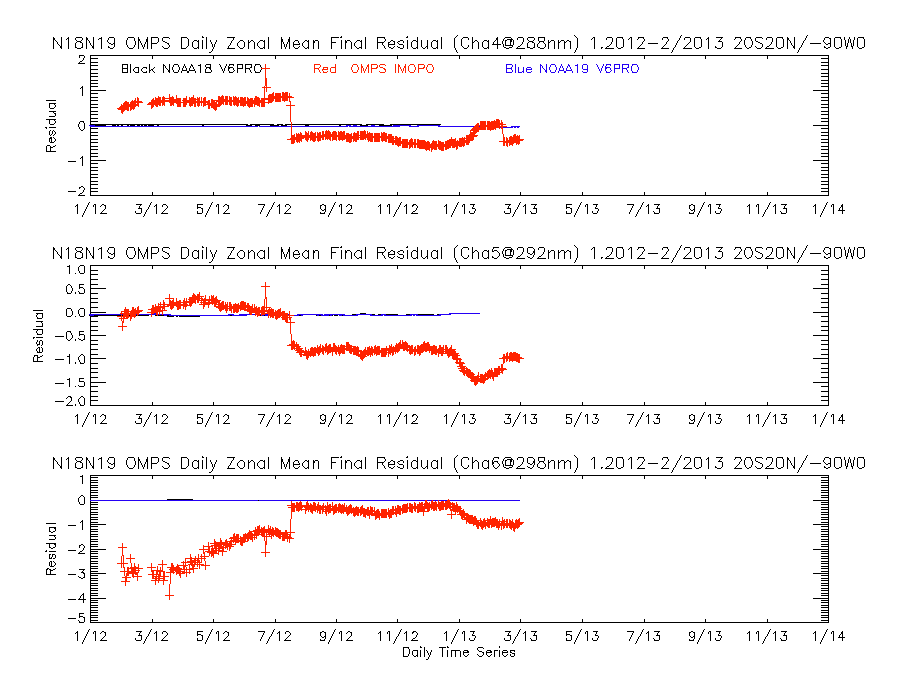 N18N19 OMPS Daily Zonal Mean Final Residual (Cha4@288nm) 1.2012-2/2013 20S20N/-90W0
Black NOAA18 V6PRO Red OMPS IMOPO Blue NOAA19 V6PRO
Residual
2
1
0
-1
-2
1/12 3/12 5/12 7/12 9/12 11/12 1/13 3/13 5/13 7/13 9/13 11/13 1/14
N18N19 OMPS Daily Zonal Mean Final Residual (Cha5@292nm) 1.2012-2/2013 20S20N/-90W0
Residual
1.0
0.5
0.0
-0.5
-1.0
-1.5
-2.0
1/12 3/12 5/12 7/12 9/12 11/12 1/13 3/13 5/13 7/13 9/13 11/13 1/14
N18N19 OMPS Daily Zonal Mean Final Residual (Cha6@298nm) 1.2012-2/2013 20S20N/-90W0
Residual
1
0
-1
-2
-3
-4
-5
1/12 3/12 5/12 7/12 9/12 11/12 1/13 3/13 5/13 7/13 9/13 11/13 1/14
Daily Time Series